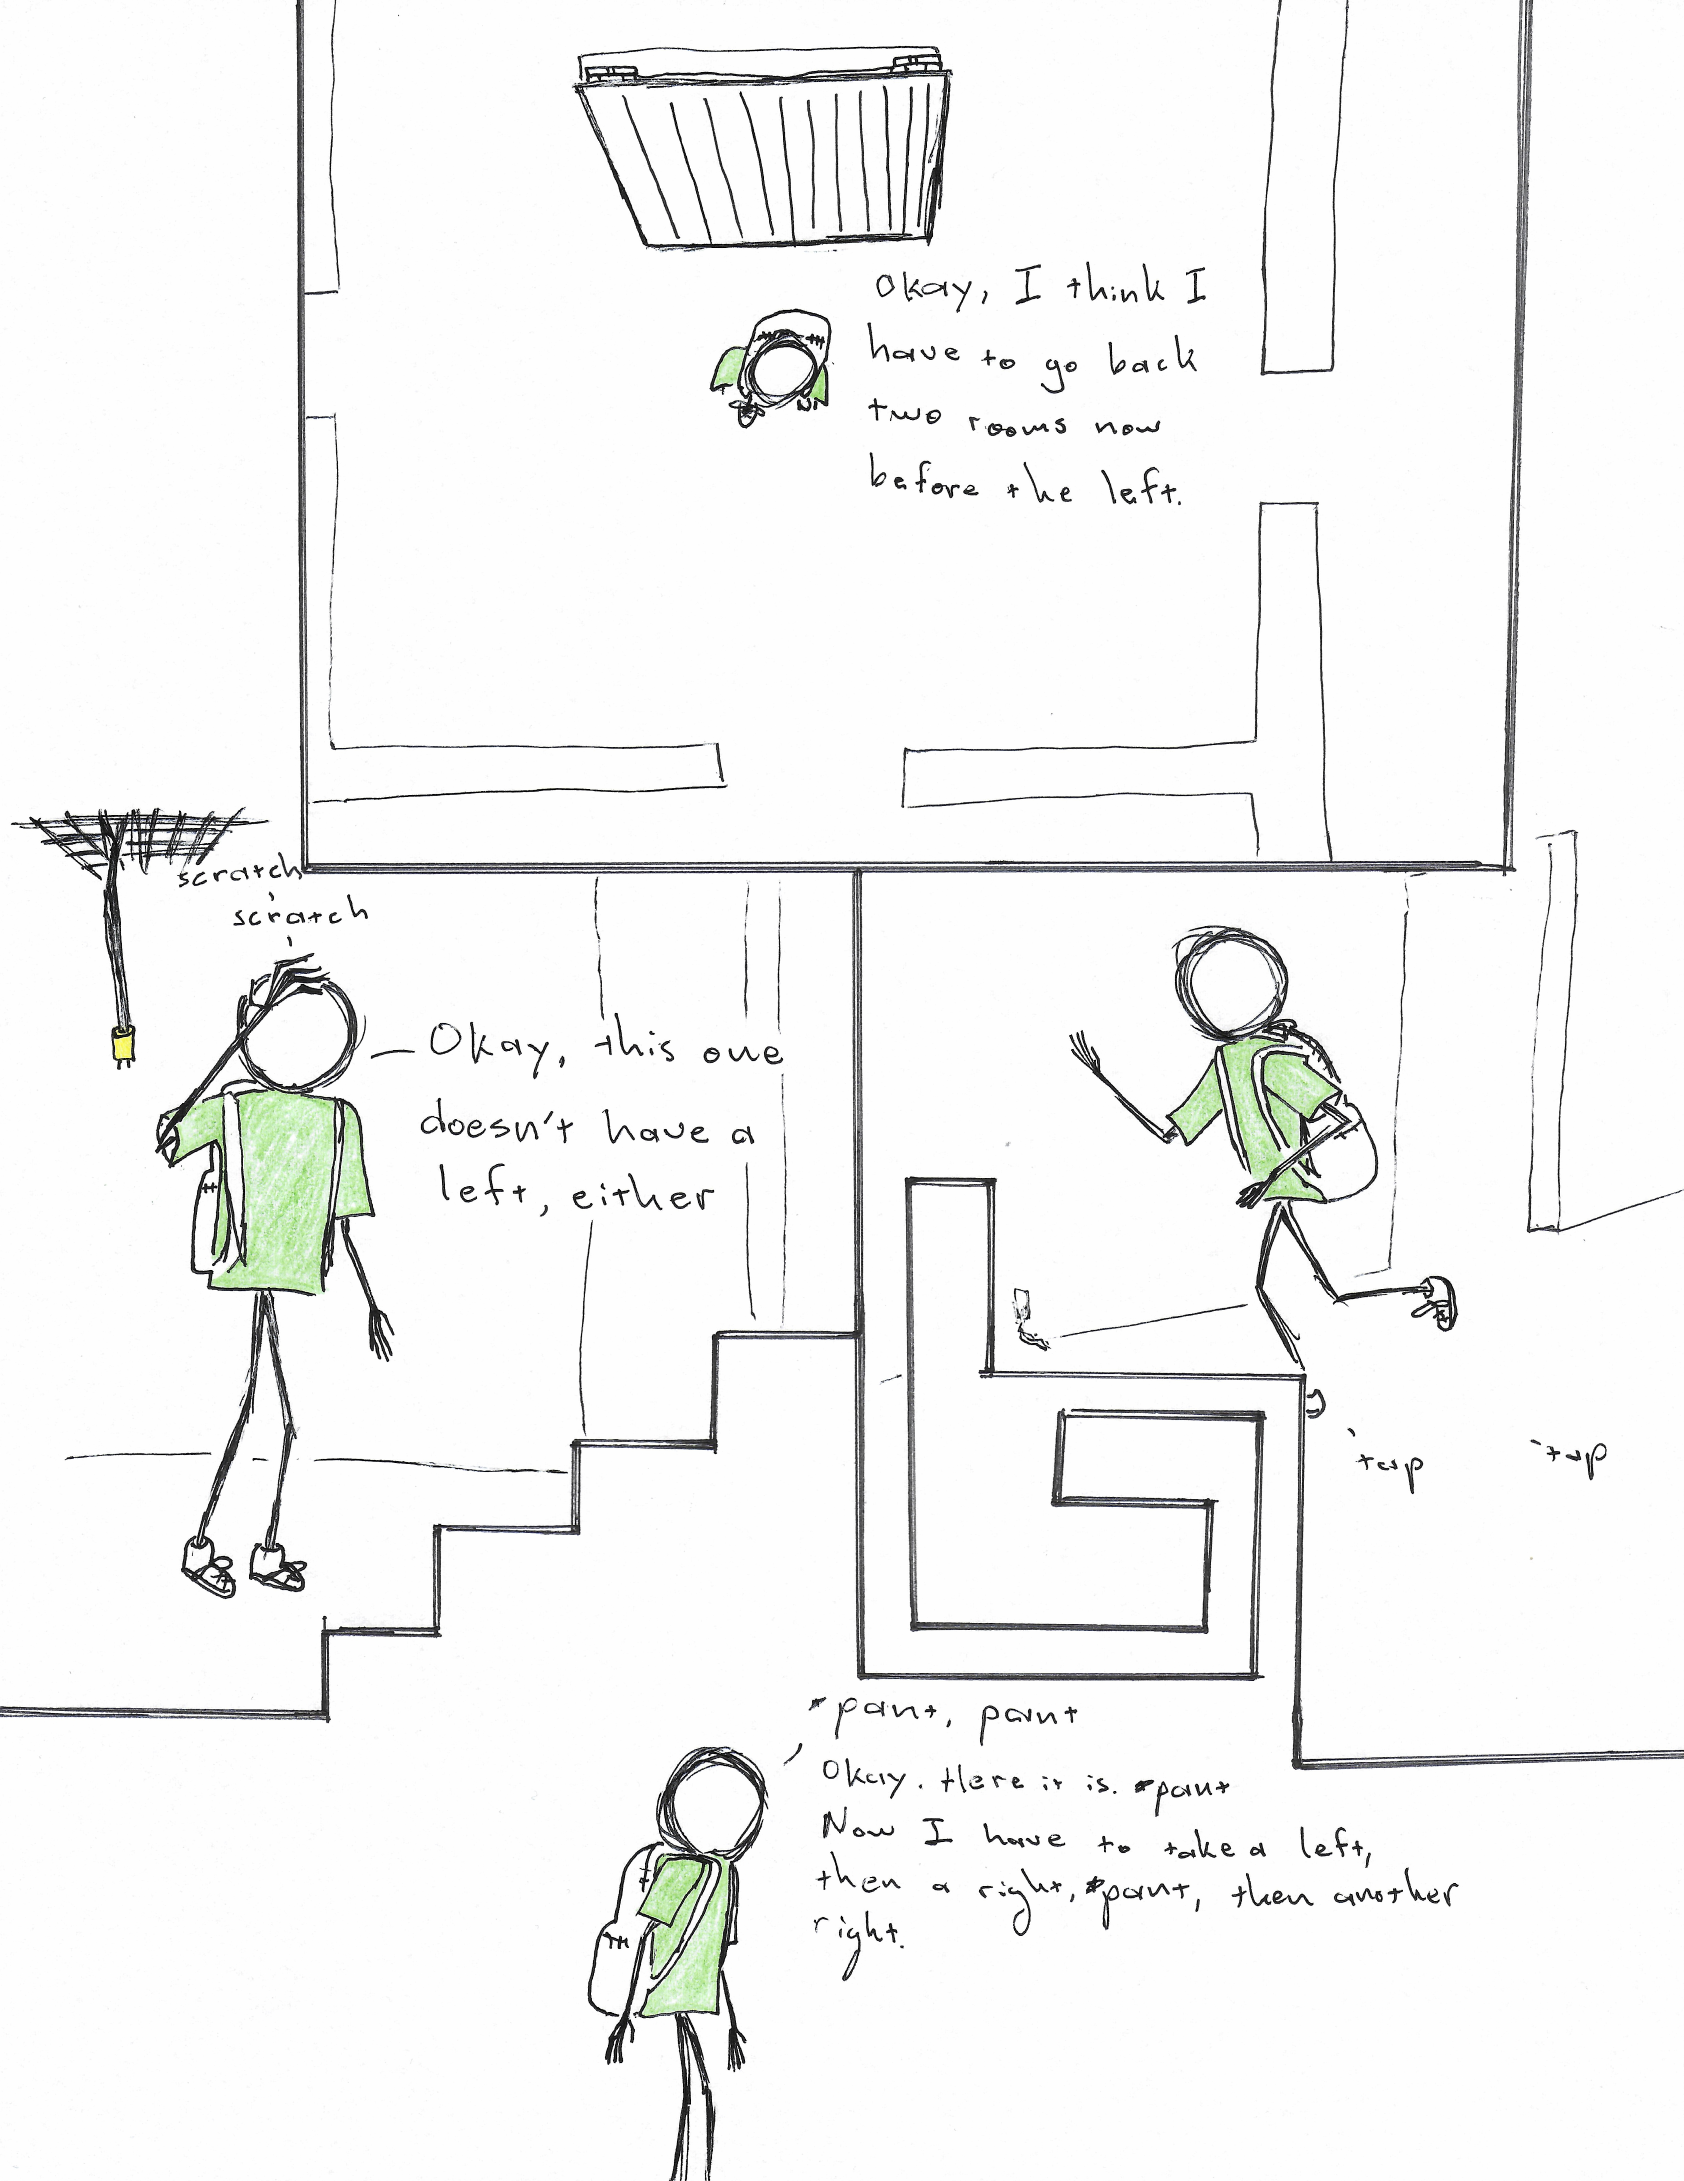 Okay, I think I
have to go back
two rooms now
before the left.
scratch
scratch
Okay, this one
doesn't have a
left, either
tap
tap
*pant, pant
Okay. Here it is. *pant
Now I have to take a left,
then a right, *pant, then another
right.